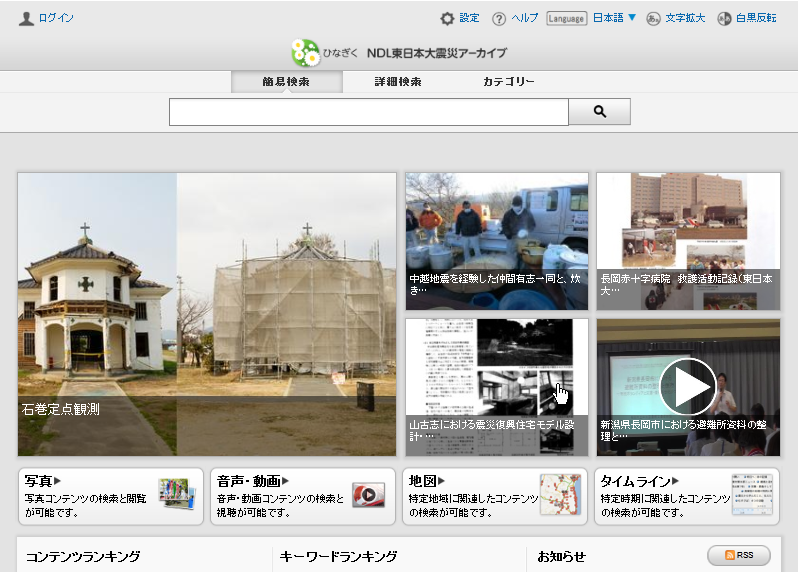 ログイン
設定 ヘルプ Language 日本語▼ 文字拡大 白黒反転
ひなぎく NDL東日本大震災アーカイブ
簡易検索 詳細検索 カテゴリー
石巻定点観測
中越地震を経験した仲間有志一同と、炊
き…
長岡赤十字病院 救護活動記録(東日本
大…
山古志における震災復興住宅モデル設
計・…
新潟県長岡市における避難所資料の整
理と…
写真▶
写真コンテンツの検索と閲覧
が可能です。
音声・動画▶
音声・動画コンテンツの検索と
視聴が可能です。
地図▶
特定地域に関連したコンテンツ
の検索が可能です。
タイムライン▶
特定時期に関連したコンテンツ
の検索が可能です。
コンテンツランキング
キーワードランキング
お知らせ
RSS